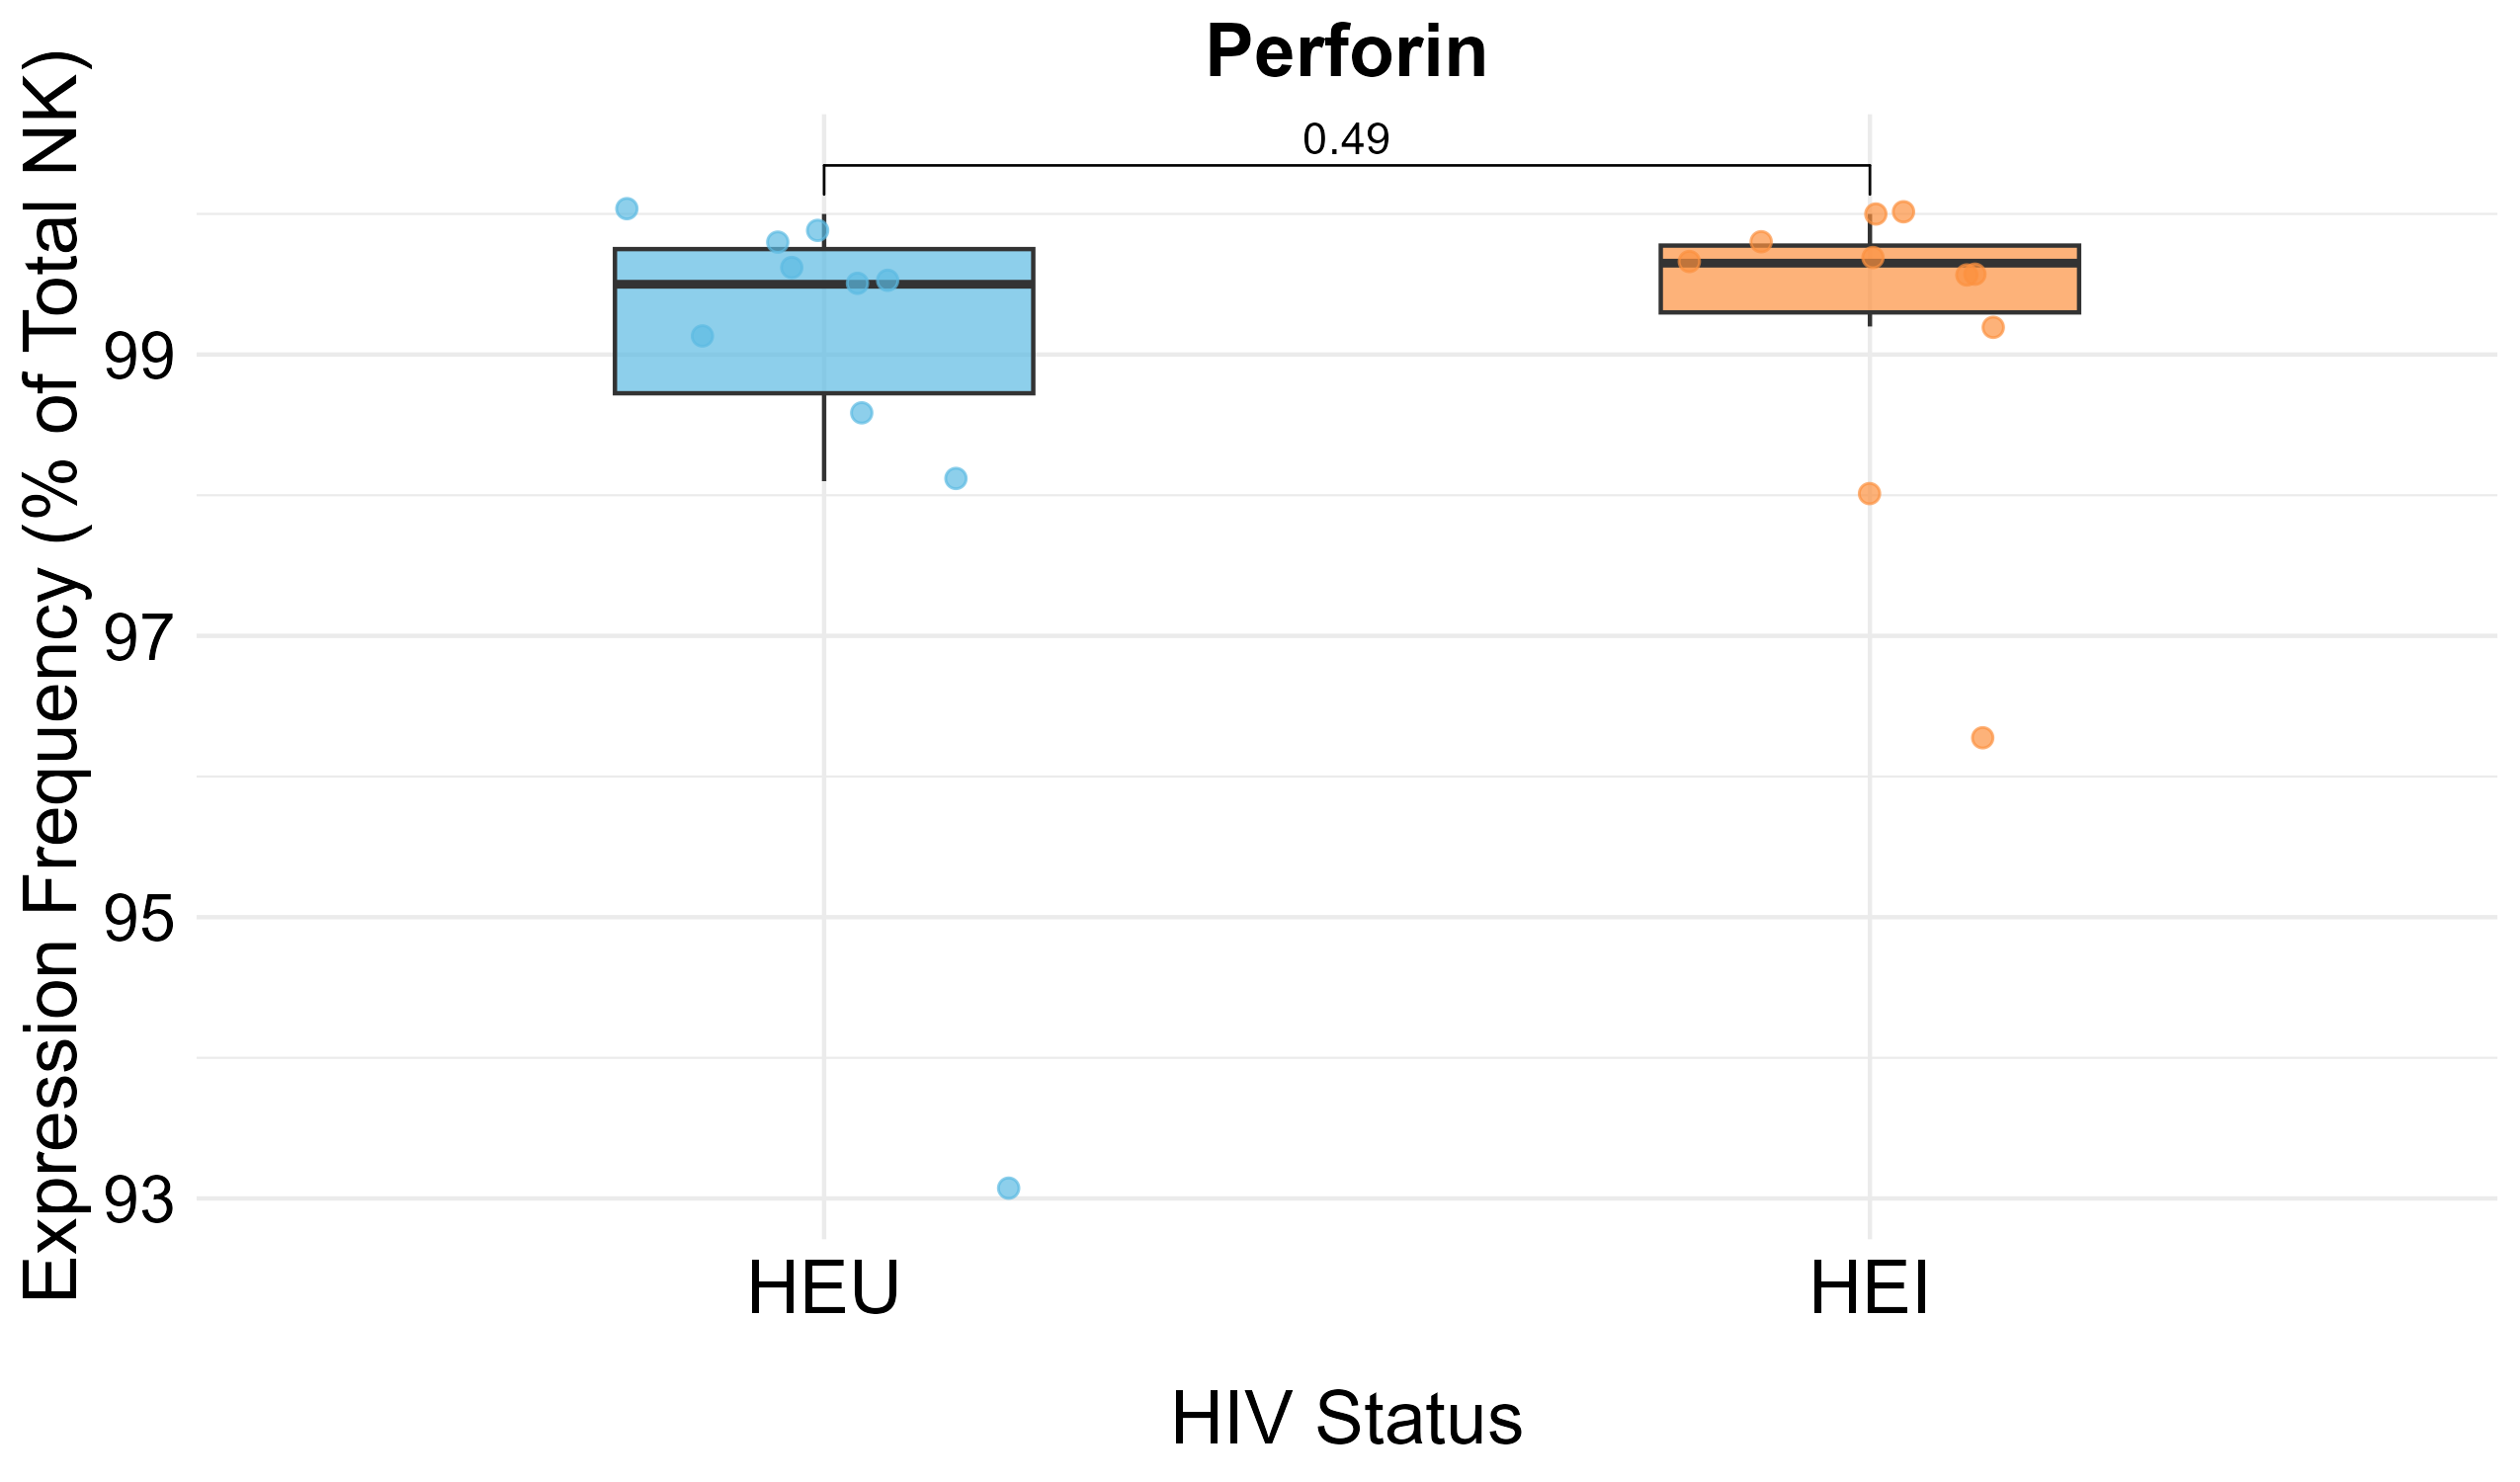 Perforin
0.49
Expression Frequency (% of Total NK)
99
97
95
93
HEU
HEI
HIV Status